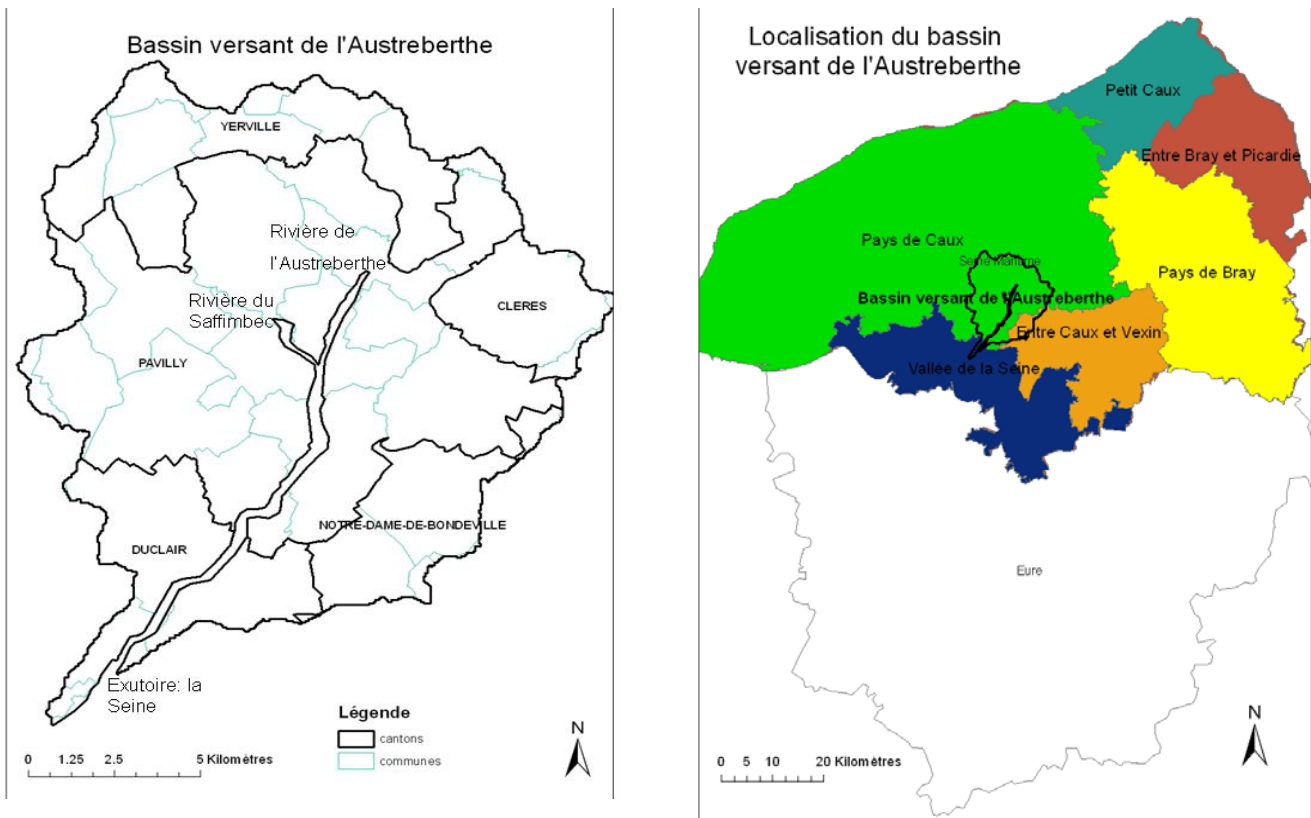 Bassin versant de l'Austreberthe
YERVILLE
Rivière de
l'Austreberthe
Rivière du
Saffimbec
CLERES
PAVILLY
NOTRE-DAME-DE-BONDEVILLE
DUCLAIR
Exutoire: la
Seine
Légende
cantons
communes
N
0 1.25 2.5 5 Kilomètres
Localisation du bassin
versant de l'Austreberthe
Petit Caux
Entre Bray et Picardie
Pays de Caux
Seine Maritime
Pays de Bray
Bassin versant de l'Austreberthe
Entre Caux et Vexin
Vallée de la Seine
Eure
N
0 5 10 20 Kilomètres